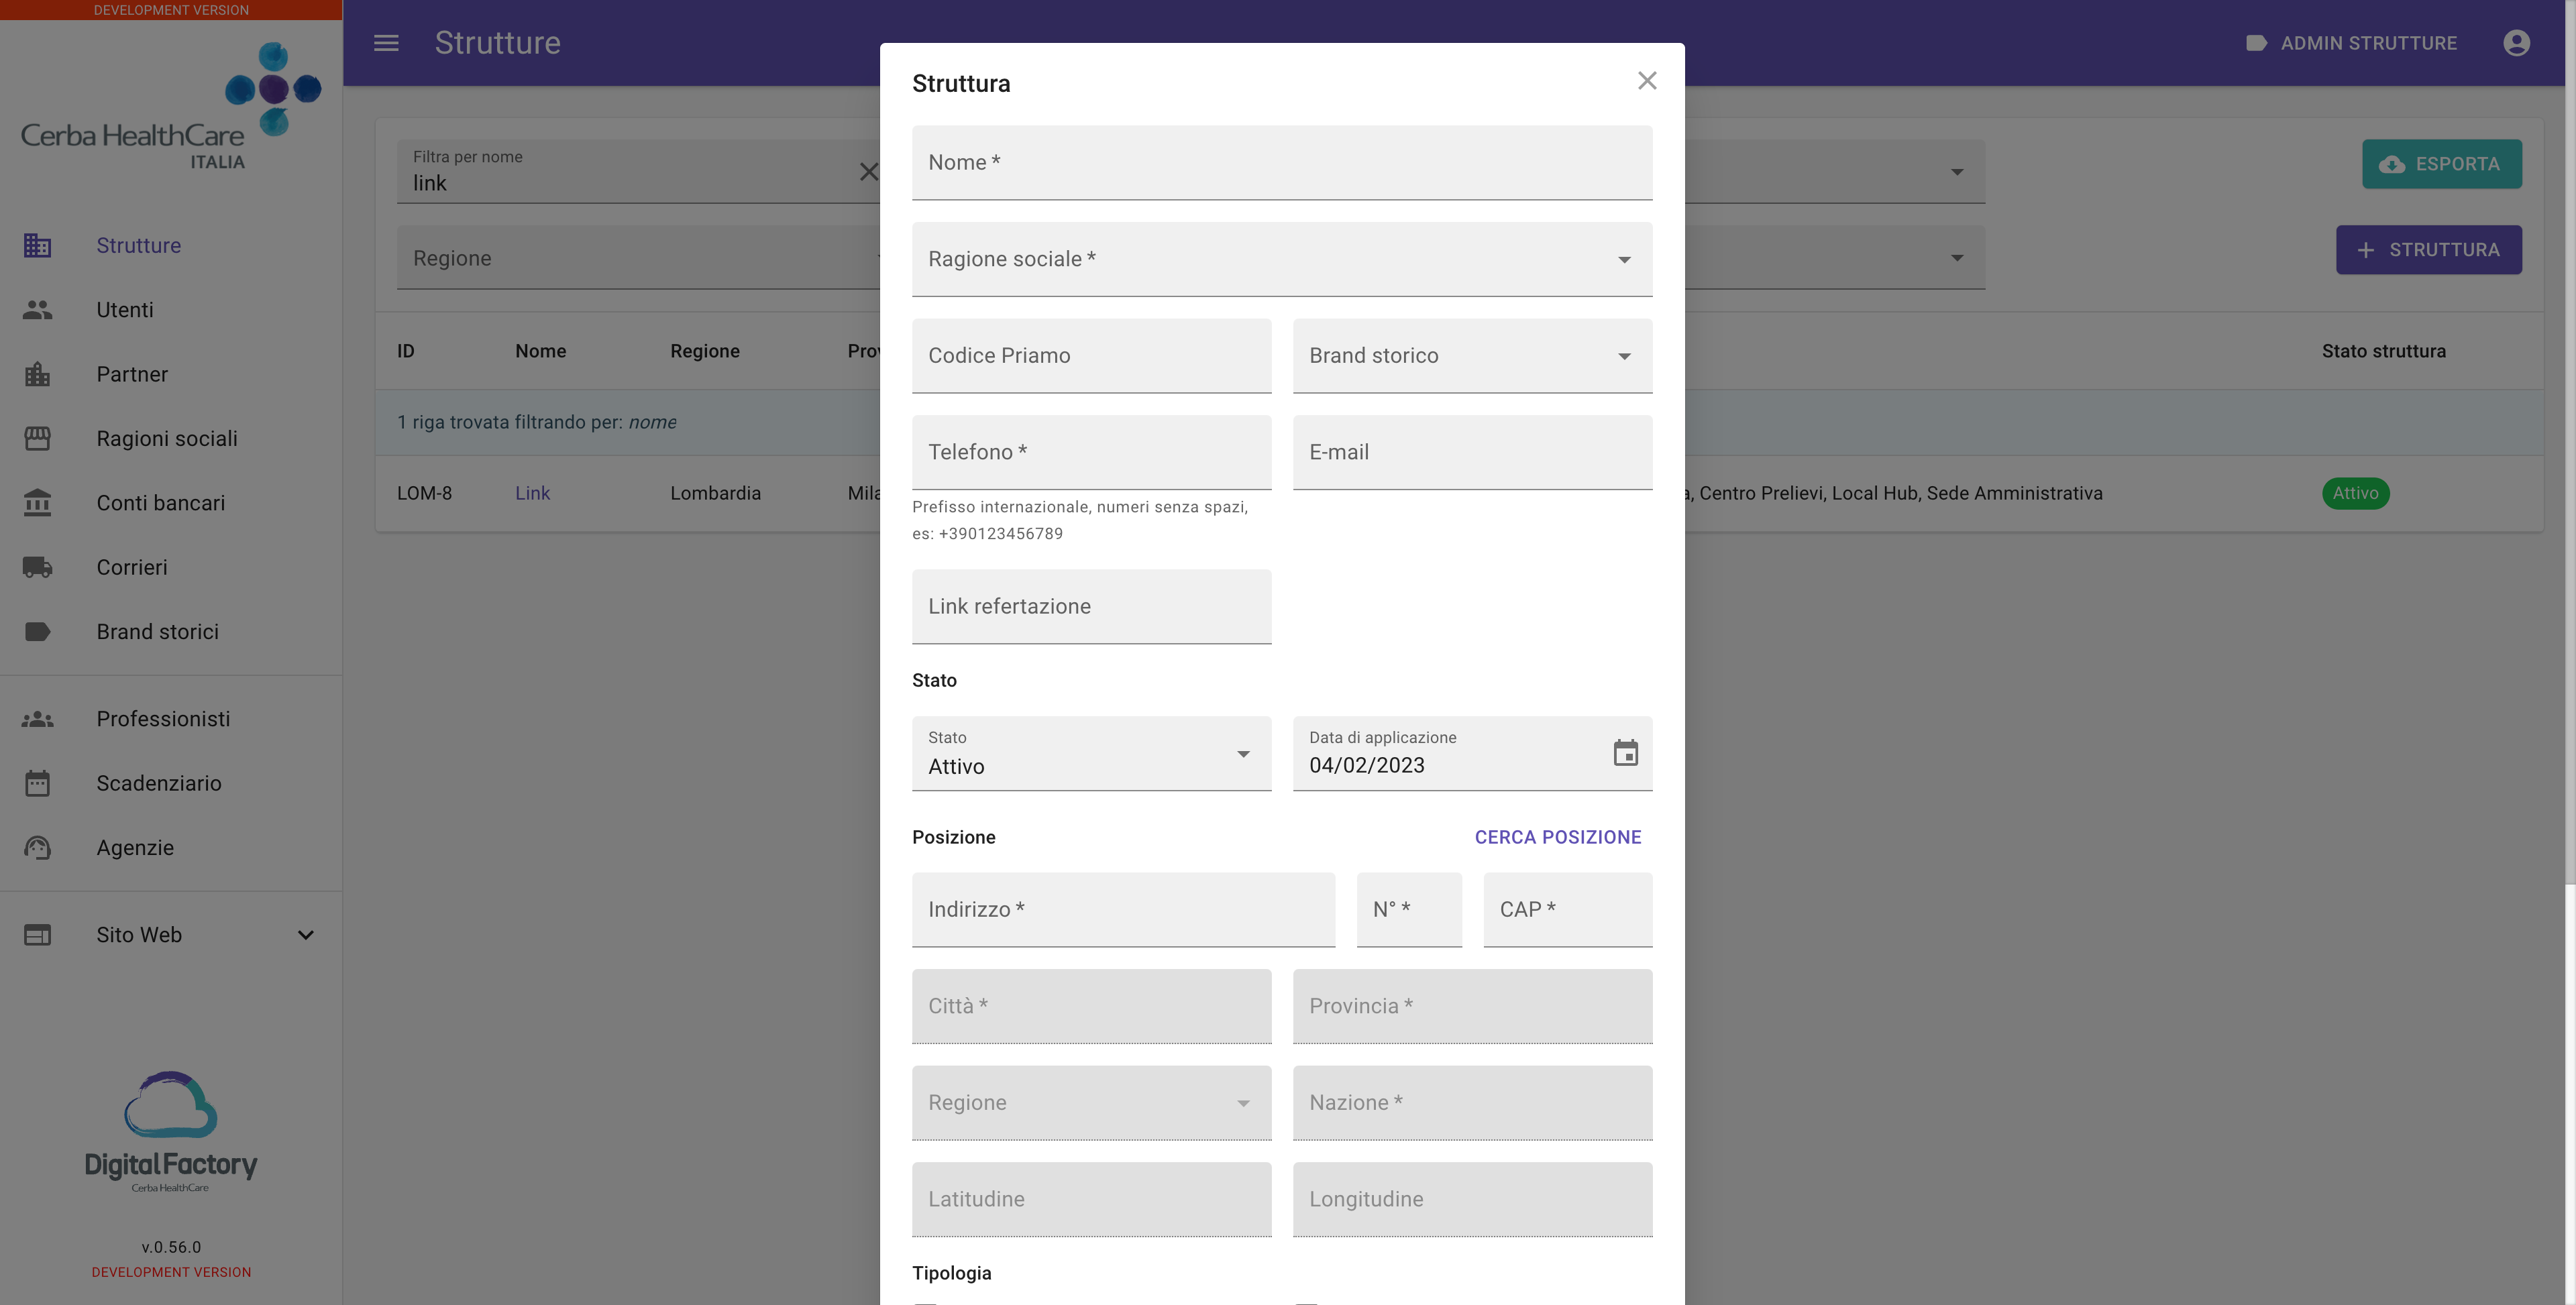 DEVELOPMENT VERSION
Cerba HealthCare
ITALIA
Strutture
Utenti
Partner
Ragioni sociali
Conti bancari
Corrieri
Brand storici
Professionisti
Scadenziario
Agenzie
Sito Web
DigitalFactory
Cerba HealthCare
v.0.56.0
DEVELOPMENT VERSION
Strutture
ADMIN STRUTTURE
Filtra per nome
link
ESPORTA
Regione
STRUTTURA
ID Nome Regione Stato struttura
1 riga trovata filtrando per: nome
LOM-8 Link Lombardia Centro Prelievi, Local Hub, Sede Amministrativa Attivo
Struttura
Nome *
Ragione sociale *
Codice Priamo Brand storico
Telefono * E-mail
Prefisso internazionale, numeri senza spazi,
es: +390123456789
Link refertazione
Stato
Stato Data di applicazione
Attivo 04/02/2023
Posizione CERCA POSIZIONE
Indirizzo * N° * CAP *
Città * Provincia *
Regione Nazione *
Latitudine Longitudine
Tipologia